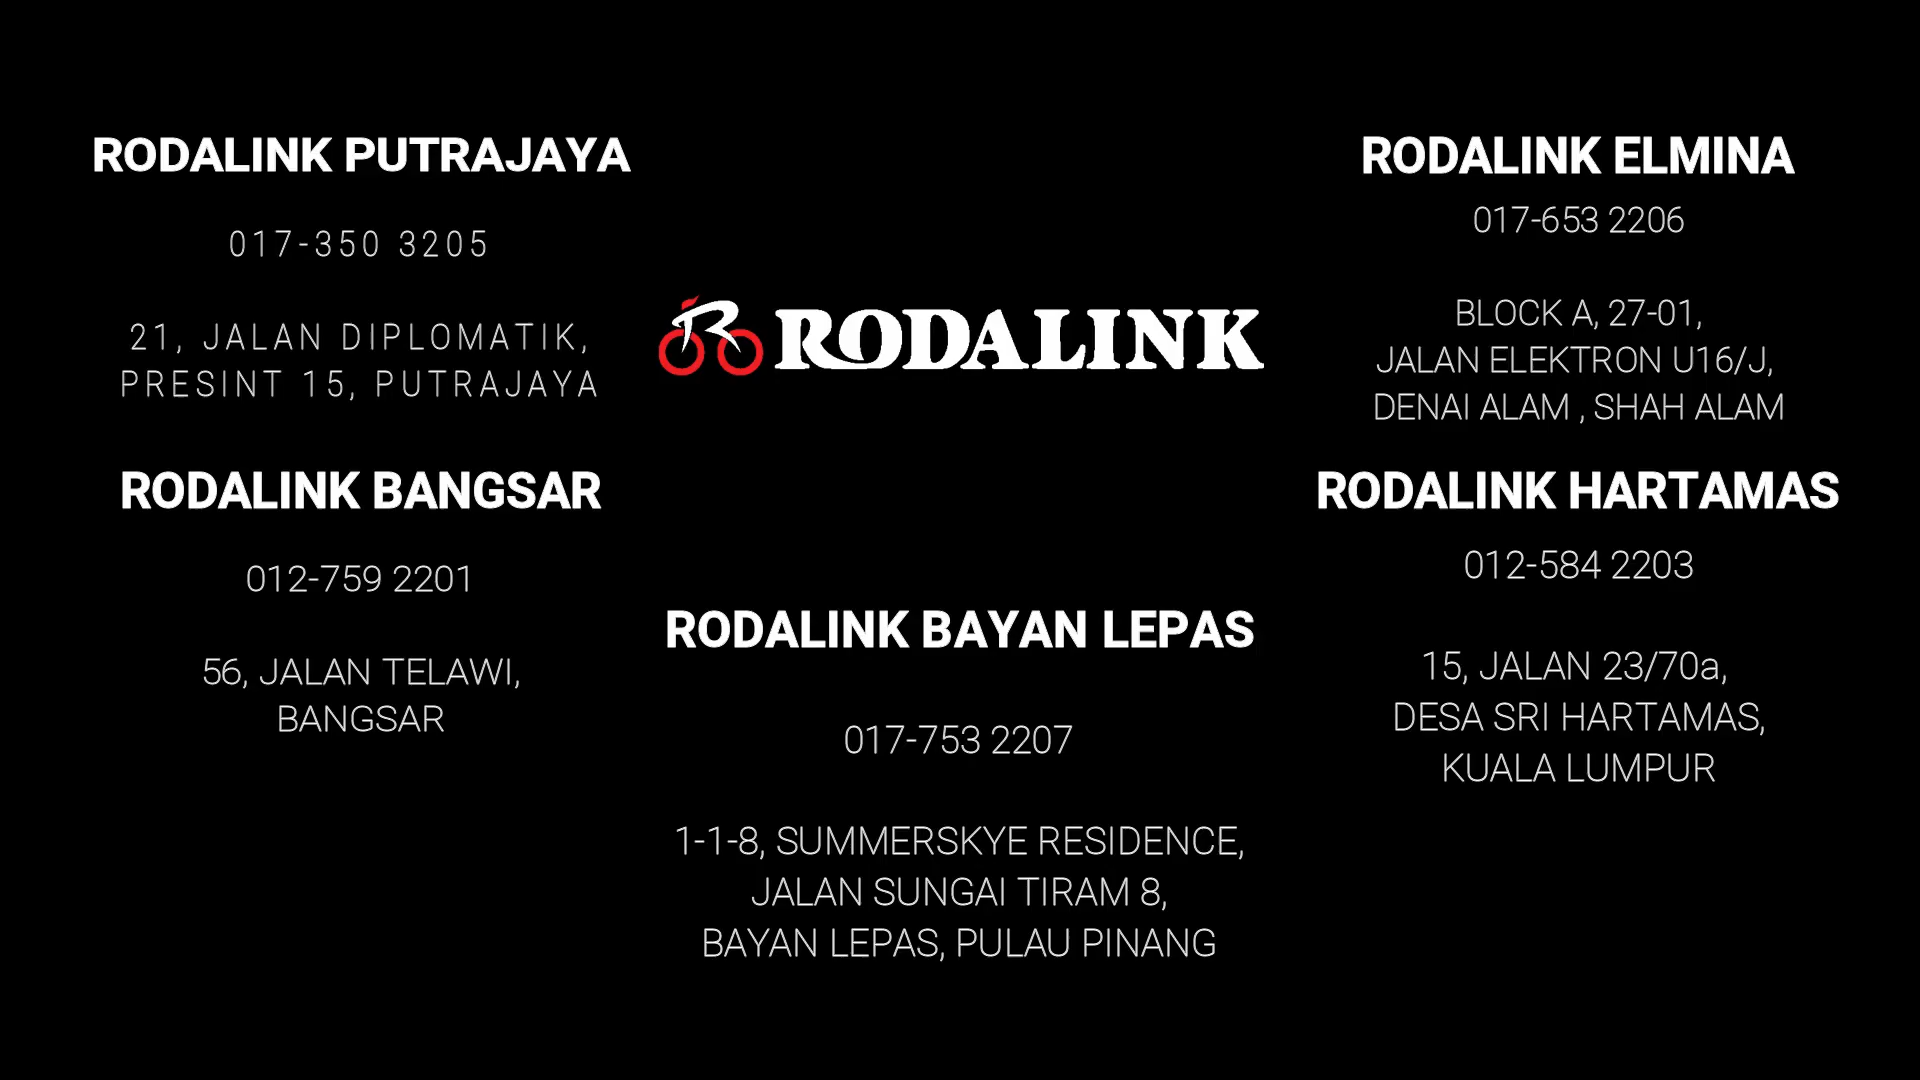 RODALINK PUTRAJAYA
017-350 3205
21, JALAN DIPLOMATIK,
PRESINT 15, PUTRAJAYA
RODALINK BANGSAR
012-759 2201
56, JALAN TELAWI,
BANGSAR
RODALINK
RODALINK BAYAN LEPAS
017-753 2207
1-1-8, SUMMERSKYE RESIDENCE,
JALAN SUNGAI TIRAM 8,
BAYAN LEPAS, PULAU PINANG
RODALINK ELMINA
017-653 2206
BLOCK A, 27-01,
JALAN ELEKTRON U16/J,
DENAI ALAM , SHAH ALAM
RODALINK HARTAMAS
012-584 2203
15, JALAN 23/70a,
DESA SRI HARTAMAS,
KUALA LUMPUR